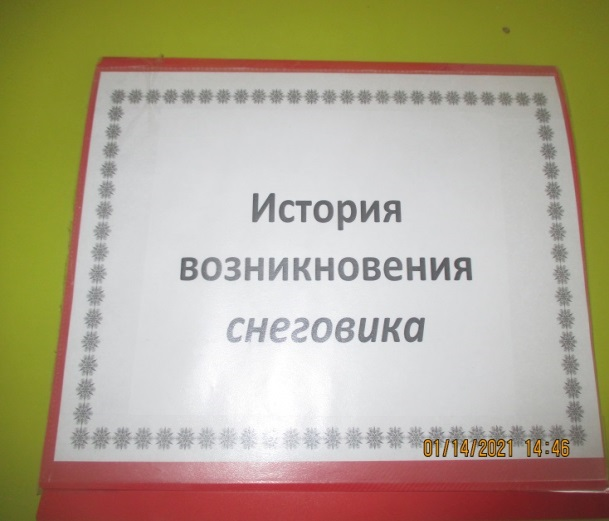 История
возникновения
снеговика
01/14/2021 14:46